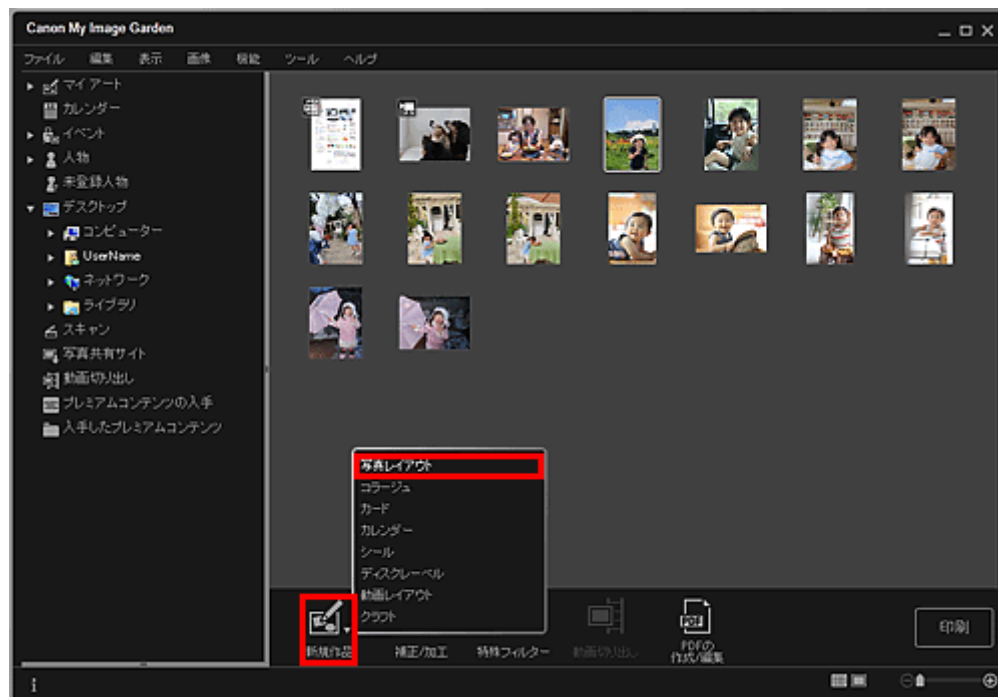 Canon My Image Garden
ファイル 編集 表示 画像 機能 ツール ヘルプ
マイ アート
カレンダー
イベント
人物
未登録人物
デスクトップ
コンピューター
UserName
ネットワーク
ライブラリ
スキャン
写真共有サイト
動画切り出し
プレミアムコンテンツの入手
入手したプレミアムコンテンツ
写真レイアウト
コラージュ
カード
カレンダー
シール
ディスクレーベル
動画レイアウト
クラフト
新規作品 補正/加工 特殊フィルター 動画切り出し PDFの
作成/編集
PDF
印刷